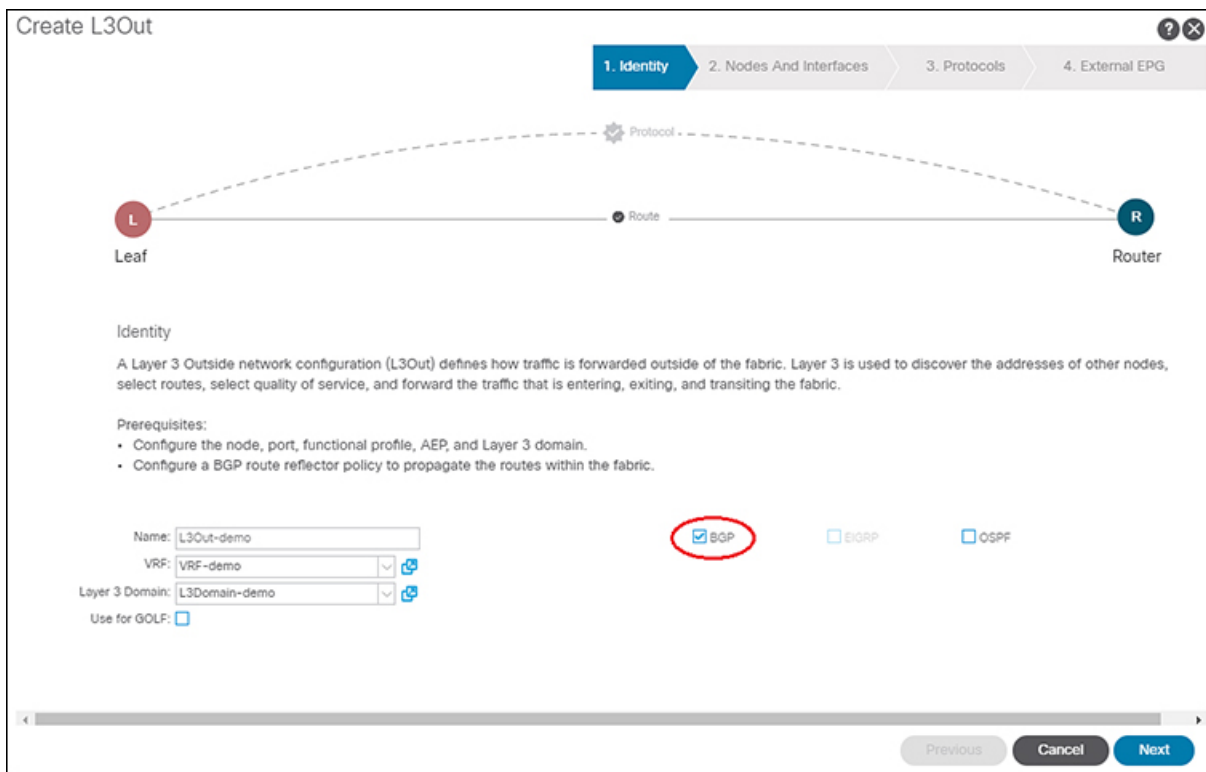 Create L3Out
?
1. Identity
2. Nodes And Interfaces
3. Protocols
4. External EPG
Protocol
L
Route
R
Leaf
Router
Identity
A Layer 3 Outside network configuration (L3Out) defines how traffic is forwarded outside of the fabric. Layer 3 is used to discover the addresses of other nodes,
select routes, select quality of service, and forward the traffic that is entering, exiting, and transiting the fabric.
Prerequisites:
• Configure the node, port, functional profile, AEP, and Layer 3 domain.
• Configure a BGP route reflector policy to propagate the routes within the fabric.
Name: L3Out-demo
BGP
EIGRP
OSPF
VRF: VRF-demo
Layer 3 Domain: L3Domain-demo
Use for GOLF:
Previous
Cancel
Next